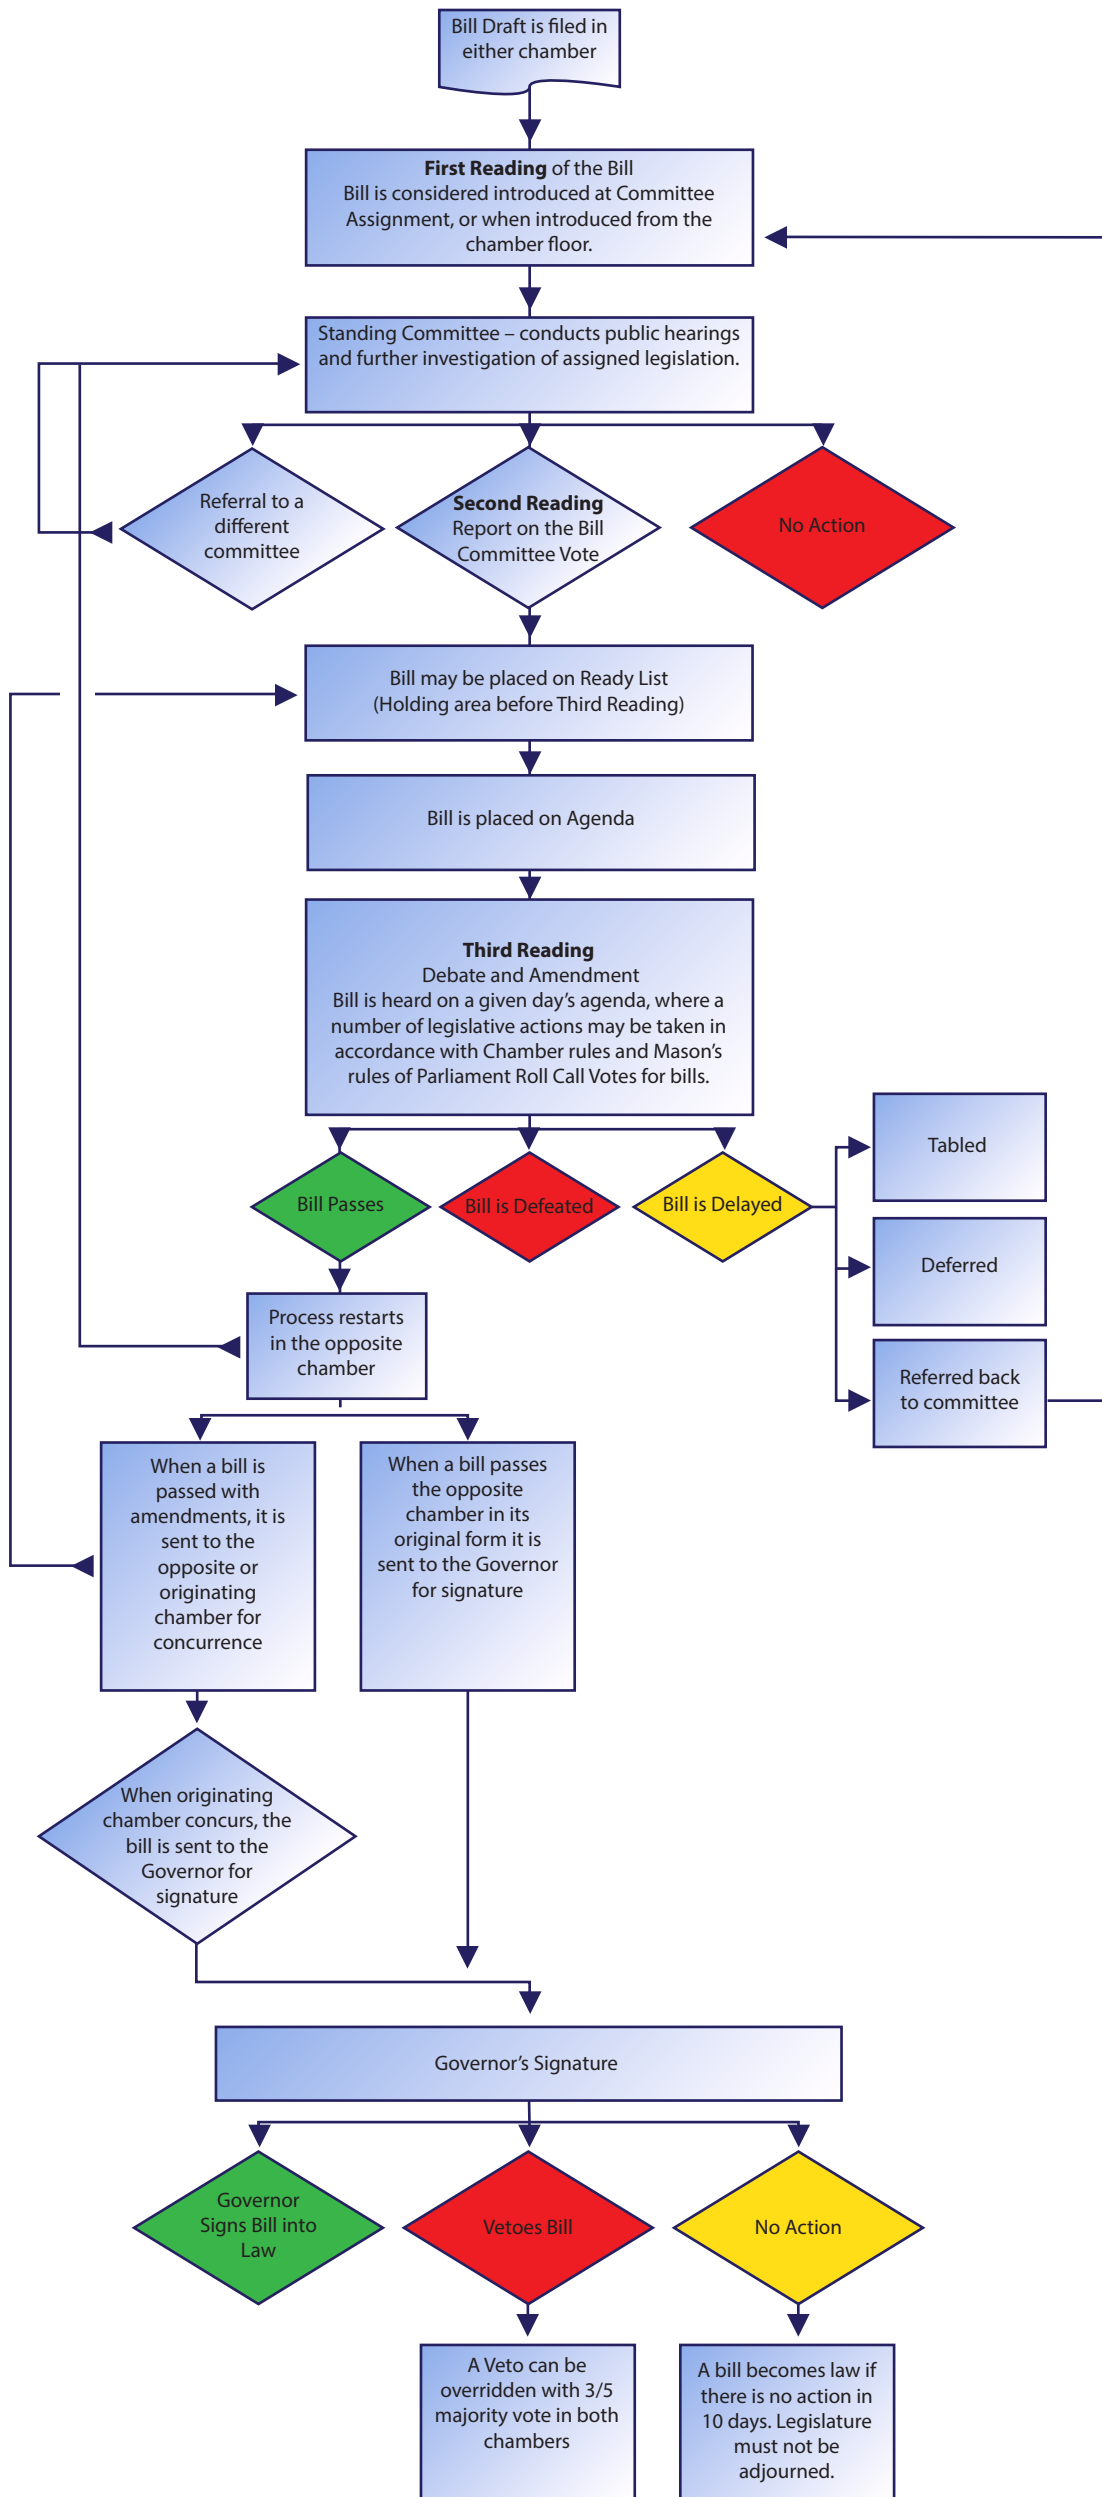 Bill Draft is filed in
either chamber
First Reading of the Bill
Bill is considered introduced at Committee
Assignment, or when introduced from the
chamber floor.
Standing Committee – conducts public hearings
and further investigation of assigned legislation.
Referral to a
different
committee
Second Reading
Report on the Bill
Committee Vote
No Action
Bill may be placed on Ready List
(Holding area before Third Reading)
Bill is placed on Agenda
Third Reading
Debate and Amendment
Bill is heard on a given day’s agenda, where a
number of legislative actions may be taken in
accordance with Chamber rules and Mason’s
rules of Parliament Roll Call Votes for bills.
Bill Passes
Bill is Defeated
Bill is Delayed
Tabled
Deferred
Referred back
to committee
Process restarts
in the opposite
chamber
When a bill is
passed with
amendments, it is
sent to the
opposite or
originating
chamber for
concurrence
When a bill passes
the opposite
chamber in its
original form it is
sent to the Governor
for signature
When originating
chamber concurs, the
bill is sent to the
Governor for
signature
Governor’s Signature
Governor
Signs Bill into
Law
Vetoes Bill
No Action
A Veto can be
overridden with 3/5
majority vote in both
chambers
A bill becomes law if
there is no action in
10 days. Legislature
must not be
adjourned.